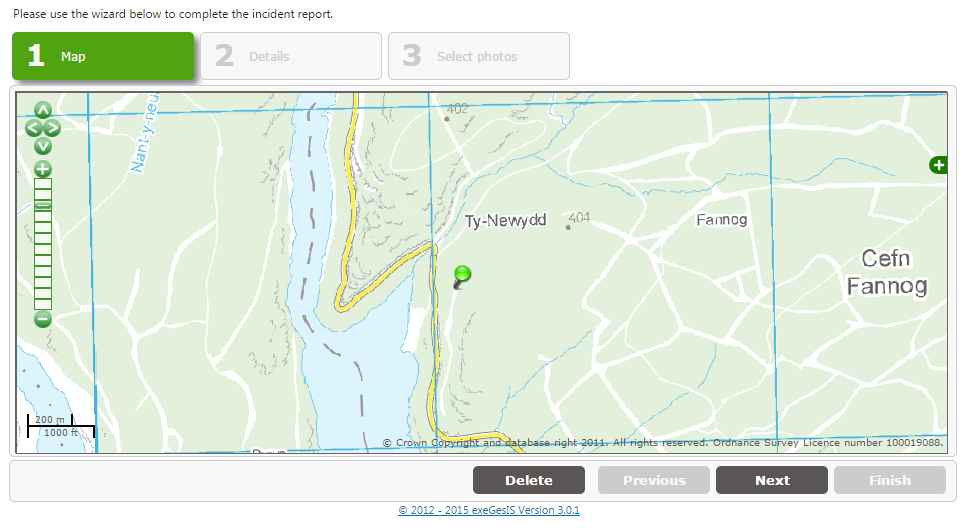 Please use the wizard below to complete the incident report.
1 Map
2 Details
3 Select photos
Nant-y-neu
402
Ty-Newydd
404
Fannog
Cefn
Fannog
200 m
1000 ft
© Crown Copyright and database right 2011. All rights reserved. Ordnance Survey Licence number 100019088.
Delete
Previous
Next
Finish
© 2012 - 2015 exeGesIS Version 3.0.1